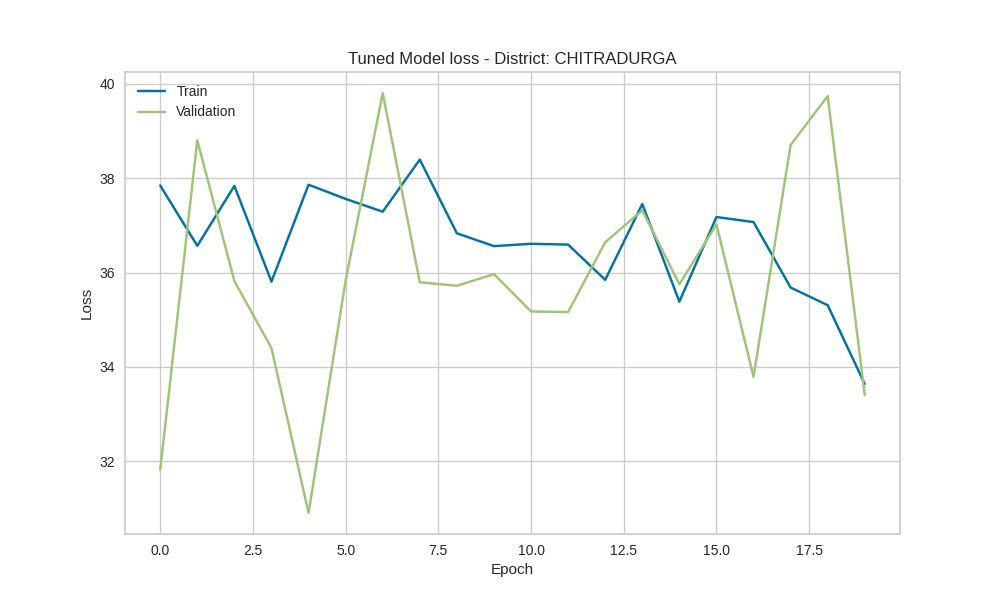 Tuned Model loss - District: CHITRADURGA
Train
Validation
40
38
36
34
32
Loss
0.0 2.5 5.0 7.5 10.0 12.5 15.0 17.5
Epoch